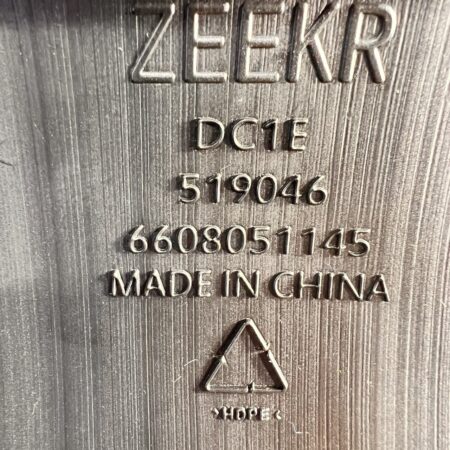 ZEEKR
DC1E
519046
6608051145
MADE IN CHINA
>HDPE<